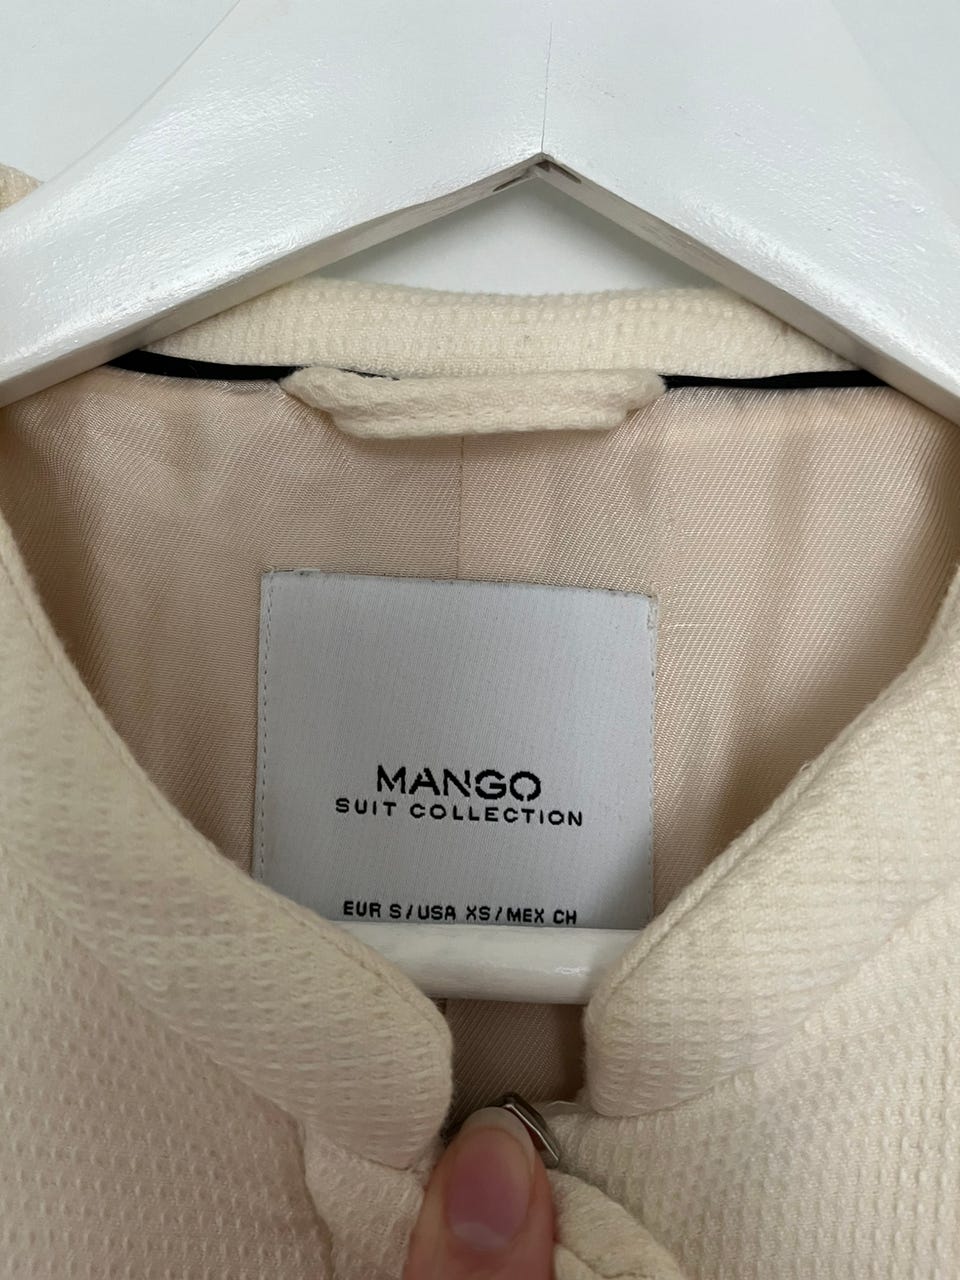 MANGO
SUIT COLLECTION
EUR S/USA XS/MEX CH